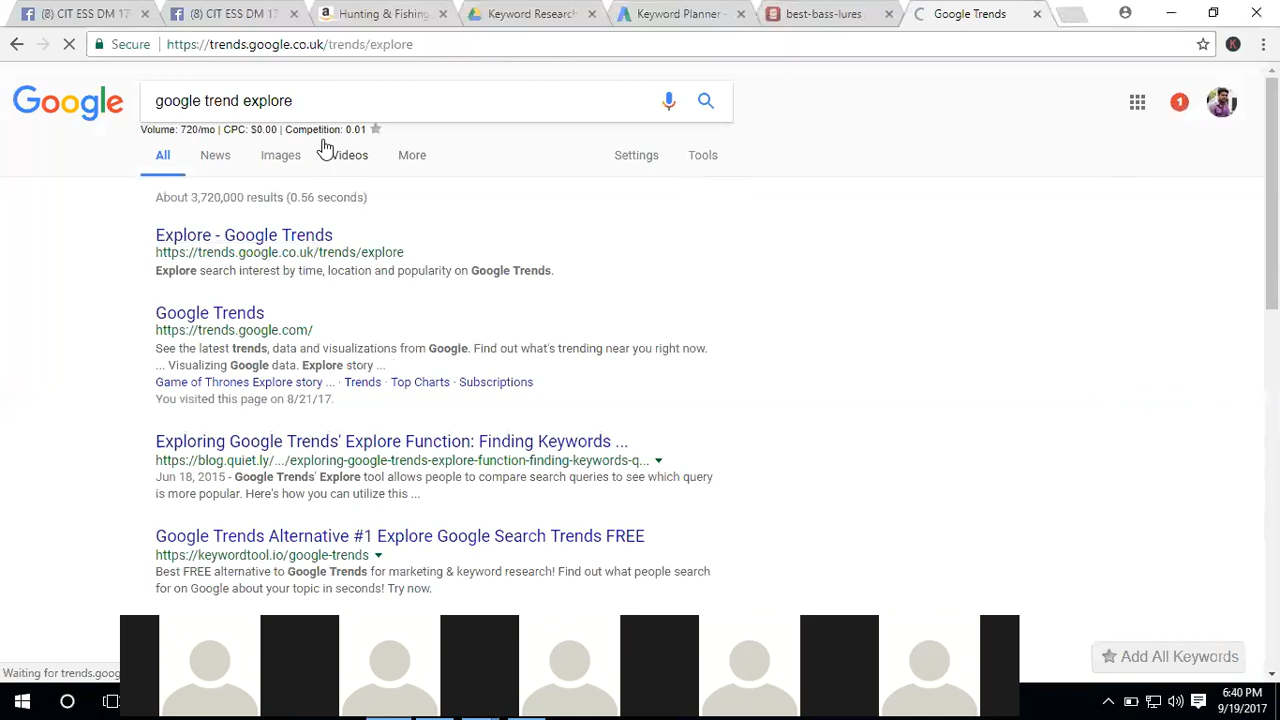 (8) CIT ESS DM 17
(8) CIT ESS DM 17
Hunting & Fishing
Keyword Research
Keyword Planner -
best-bass-lures
Google Trends
Secure
https://trends.google.co.uk/trends/explore
Google
google trend explore
1
Volume: 720/mo | CPC: $0.00 | Competition: 0.01
All
News
Images
Videos
More
Settings
Tools
About 3,720,000 results (0.56 seconds)
Explore - Google Trends
https://trends.google.co.uk/trends/explore
Explore search interest by time, location and popularity on Google Trends.
Google Trends
https://trends.google.com/
See the latest trends, data and visualizations from Google. Find out what's trending near you right now.
... Visualizing Google data. Explore story ...
Game of Thrones Explore story ... · Trends · Top Charts · Subscriptions
You visited this page on 8/21/17.
Exploring Google Trends' Explore Function: Finding Keywords ...
https://blog.quiet.ly/.../exploring-google-trends-explore-function-finding-keywords-q...
Jun 18, 2015 - Google Trends' Explore tool allows people to compare search queries to see which query
is more popular. Here's how you can utilize this ...
Google Trends Alternative #1 Explore Google Search Trends FREE
https://keywordtool.io/google-trends
Best FREE alternative to Google Trends for marketing & keyword research! Find out what people search
for on Google about your topic in seconds! Try now.
Add All Keywords
Waiting for trends.goog
6:40 PM
9/19/2017